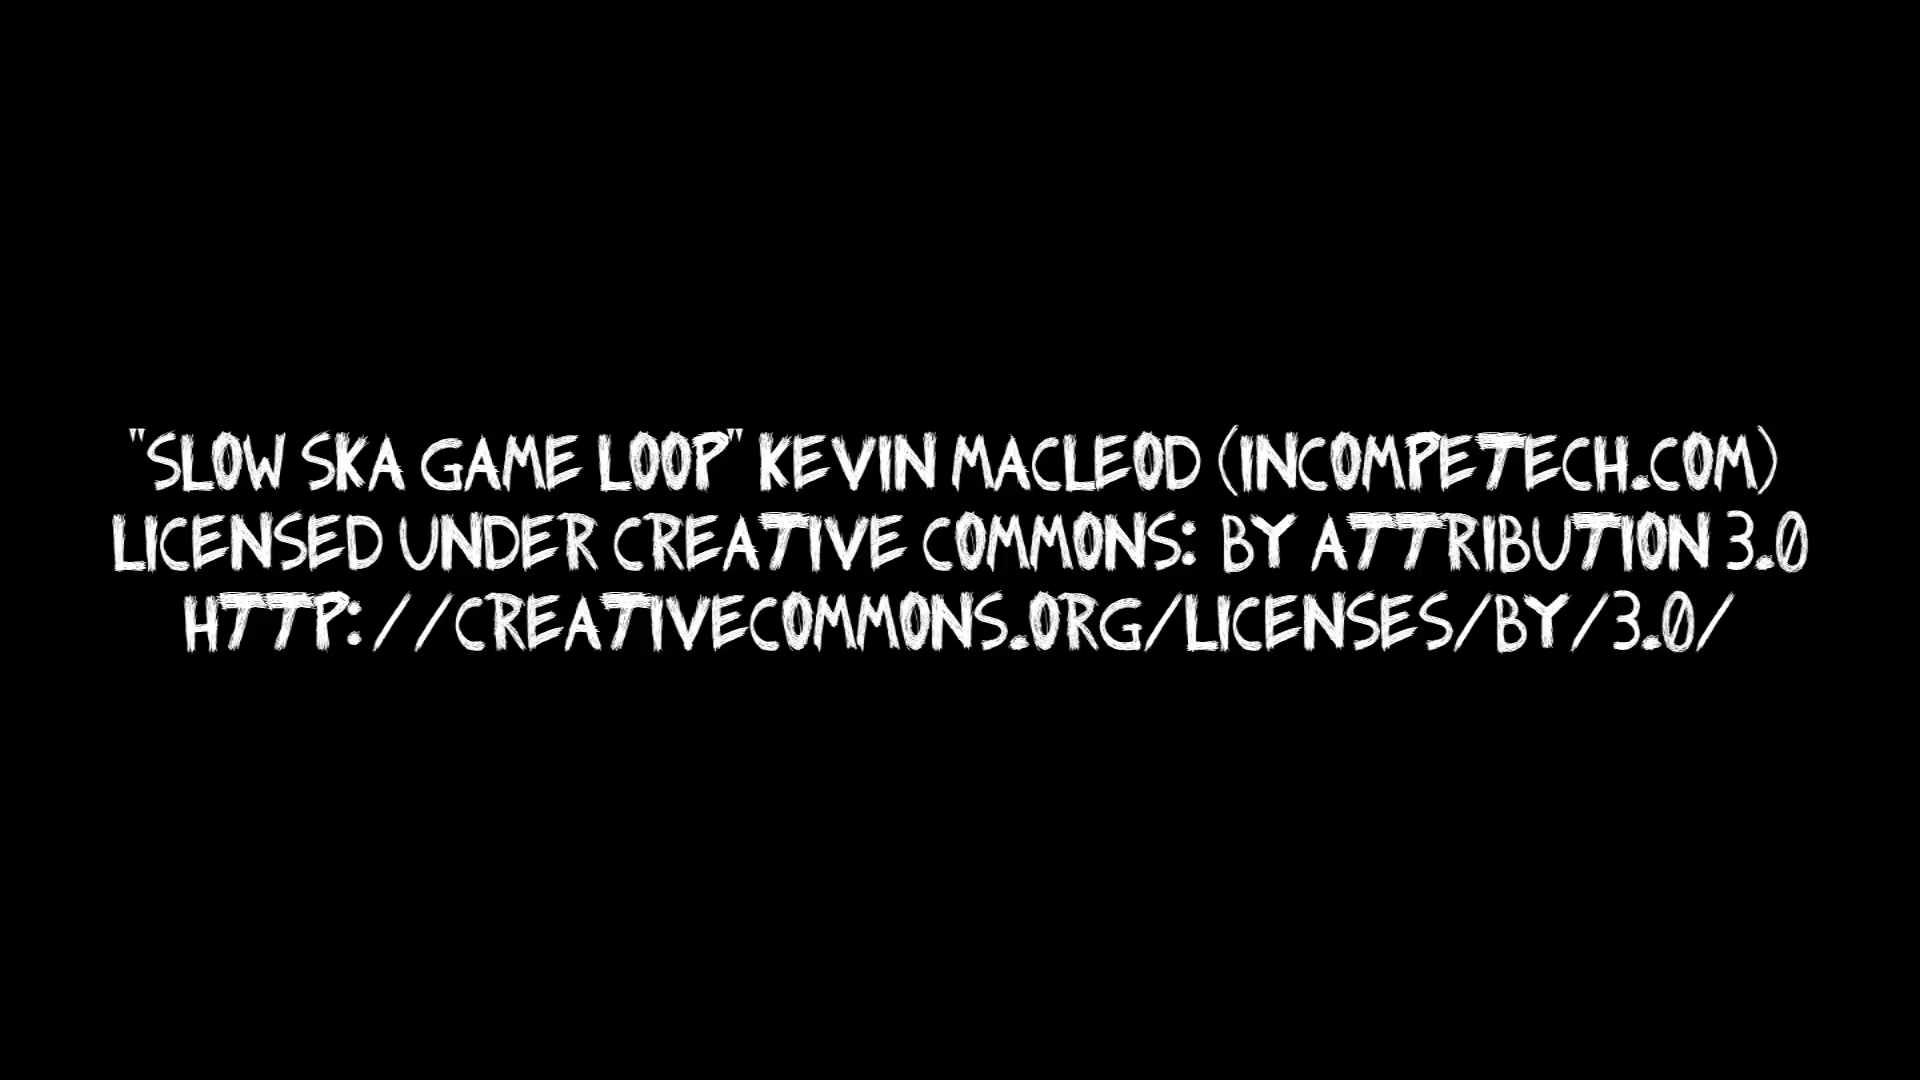 "SLOW SKA GAME LOOP" KEVIN MACLEOD (INCOMPETECH.COM)
LICENSED UNDER CREATIVE COMMONS: BY ATTRIBUTION 3.0
HTTP://CREATIVECOMMONS.ORG/LICENSES/BY/3.0/